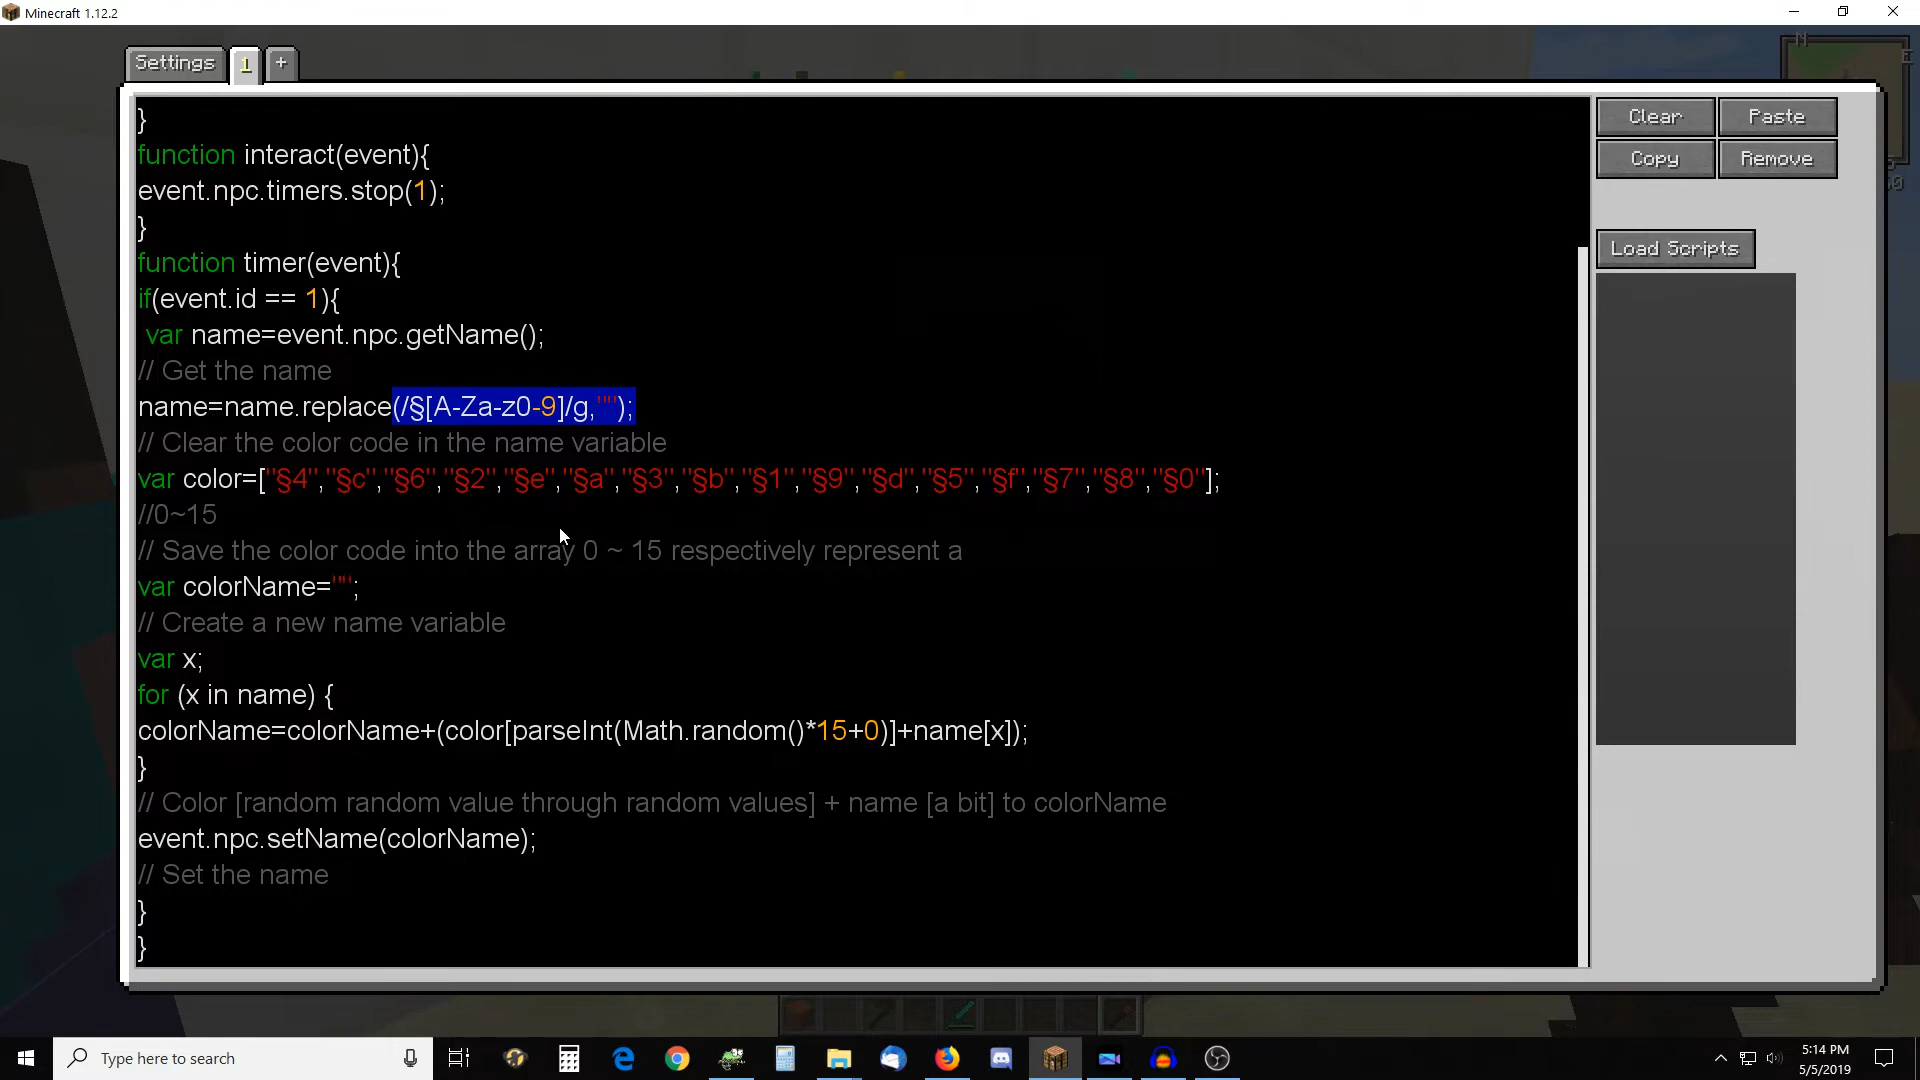 Minecraft 1.12.2
Settings
1
+
}
function interact(event){
event.npc.timers.stop(1);
}
function timer(event){
if(event.id == 1){
var name=event.npc.getName();
// Get the name
name=name.replace(/§[A-Za-z0-9]/g,"");
// Clear the color code in the name variable
var color=["§4","§c","§6","§2","§e","§a","§3","§b","§1","§9","§d","§5","§f","§7","§8","§0"];
//0~15
// Save the color code into the array 0 ~ 15 respectively represent a
var colorName="";
// Create a new name variable
var x;
for (x in name) {
colorName=colorName+(color[parseInt(Math.random()*15+0)]+name[x]);
}
// Color [random random value through random values] + name [a bit] to colorName
event.npc.setName(colorName);
// Set the name
}
}
Clear
Paste
Copy
Remove
Load Scripts
N
E
Type here to search
5:14 PM
5/5/2019